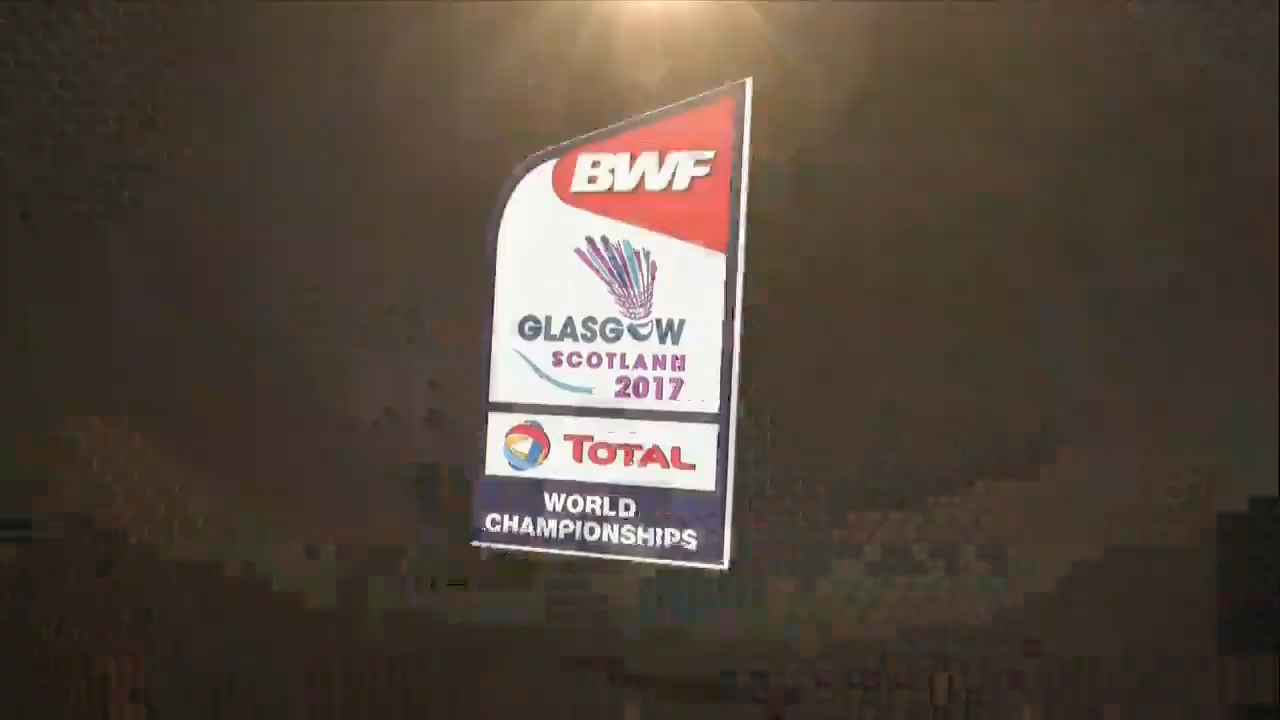 BWF
GLASGOW
SCOTLAND
2017
TOTAL
WORLD
CHAMPIONSHIPS